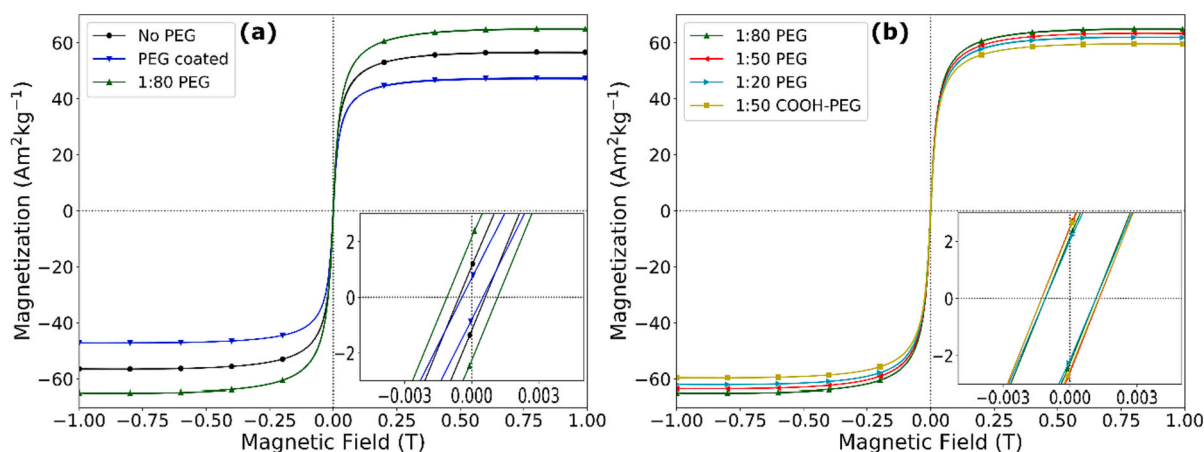 (a)
No PEG
PEG coated
1:80 PEG
60
40
20
0
−20
−40
−60
Magnetization (Am²kg⁻¹)
2
0
−2
−0.003 0.000 0.003
−1.00 −0.75 −0.50 −0.25 0.00 0.25 0.50 0.75 1.00
Magnetic Field (T)
(b)
1:80 PEG
1:50 PEG
1:20 PEG
1:50 COOH-PEG
60
40
20
0
−20
−40
−60
Magnetization (Am²kg⁻¹)
2
0
−2
−0.003 0.000 0.003
−1.00 −0.75 −0.50 −0.25 0.00 0.25 0.50 0.75 1.00
Magnetic Field (T)